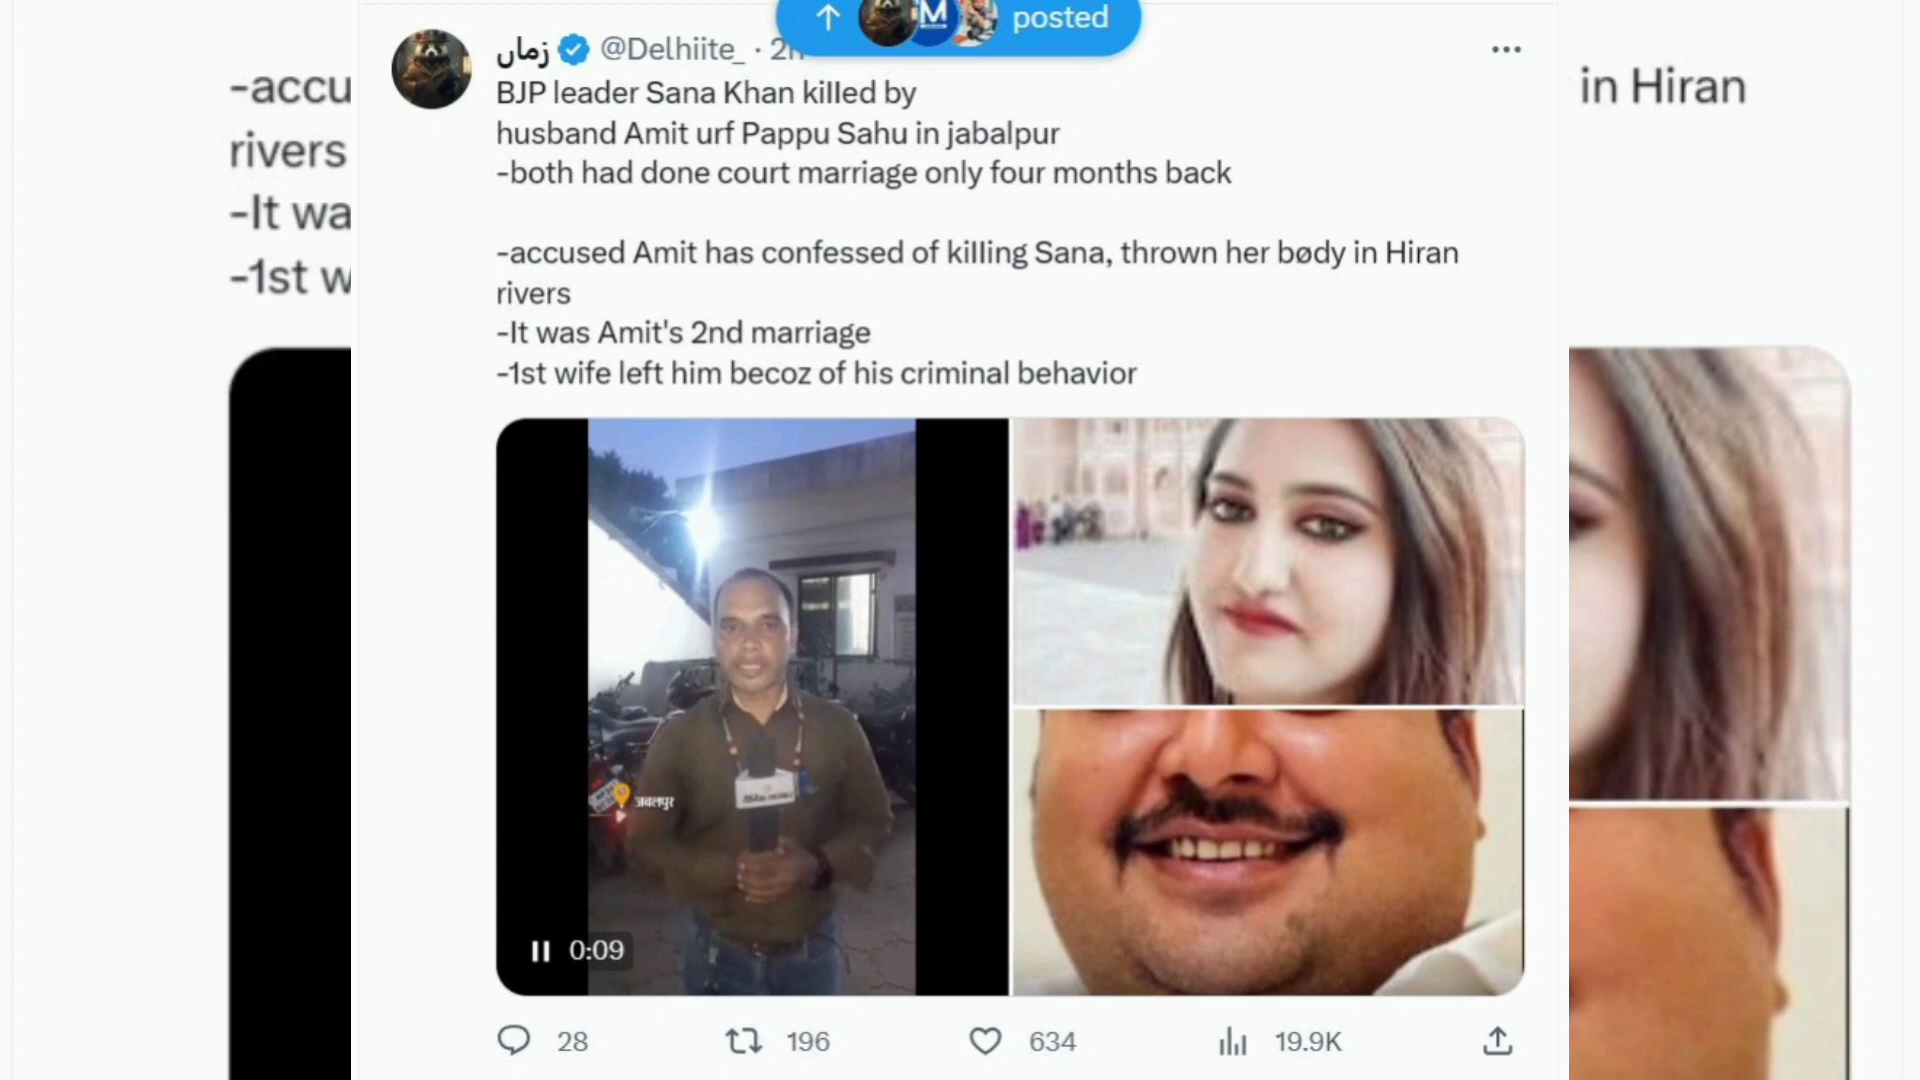 posted
زماں @Delhiite_ · 2h
BJP leader Sana Khan killed by
husband Amit urf Pappu Sahu in jabalpur
-both had done court marriage only four months back
-accused Amit has confessed of killing Sana, thrown her bødy in Hiran
rivers
-It was Amit's 2nd marriage
-1st wife left him becoz of his criminal behavior
-accu
rivers
-It wa
-1st w
in Hiran
M
जबलपुर
0:09
28 196 634 19.9K